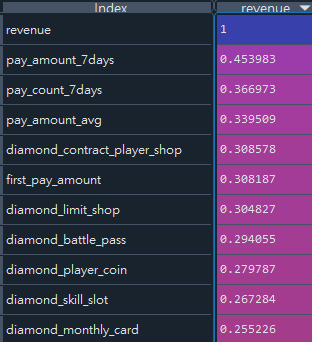 Index revenue
revenue 1
pay_amount_7days 0.453983
pay_count_7days 0.366973
pay_amount_avg 0.339509
diamond_contract_player_shop 0.308578
first_pay_amount 0.308187
diamond_limit_shop 0.304827
diamond_battle_pass 0.294055
diamond_player_coin 0.279787
diamond_skill_slot 0.267284
diamond_monthly_card 0.255226